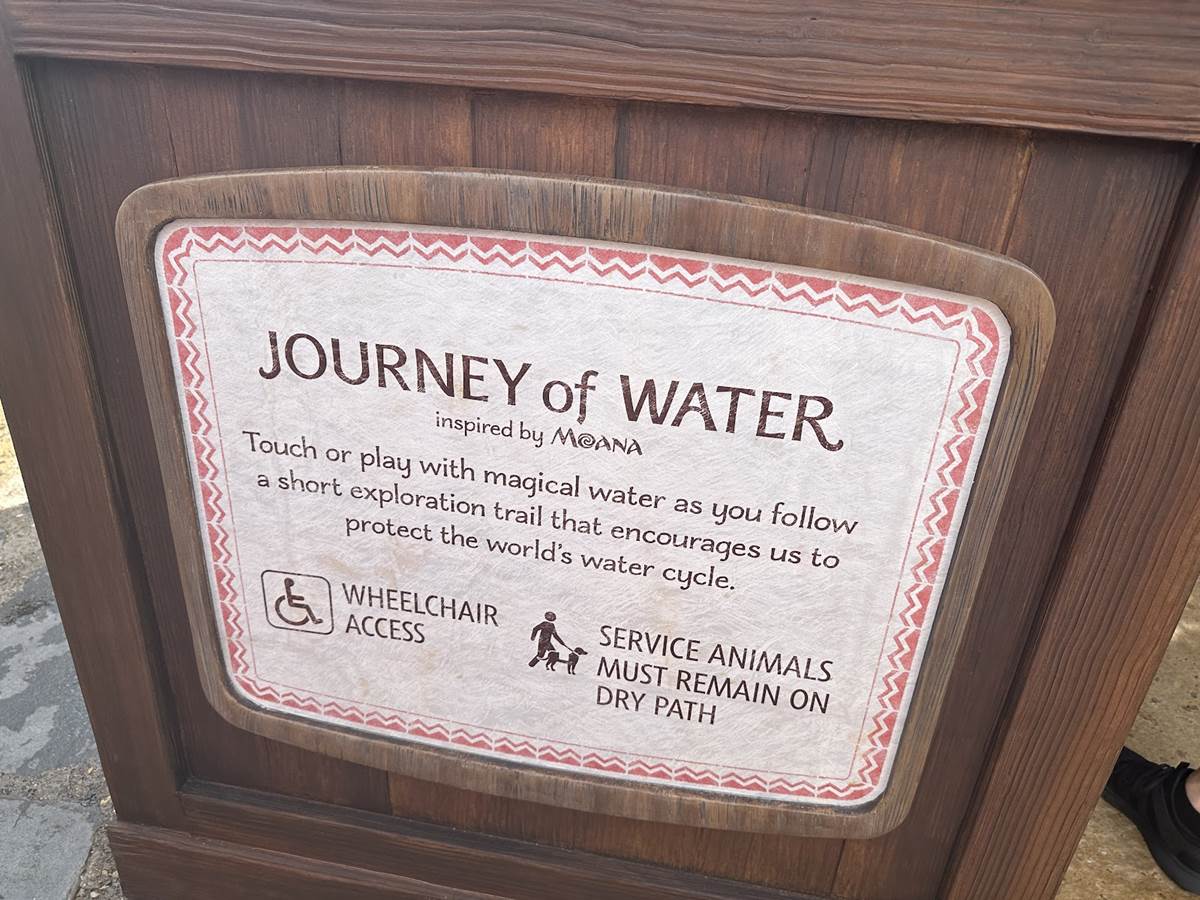 JOURNEY of WATER
inspired by MOANA
Touch or play with magical water as you follow
a short exploration trail that encourages us to
protect the world's water cycle.
WHEELCHAIR
ACCESS
SERVICE ANIMALS
MUST REMAIN ON
DRY PATH